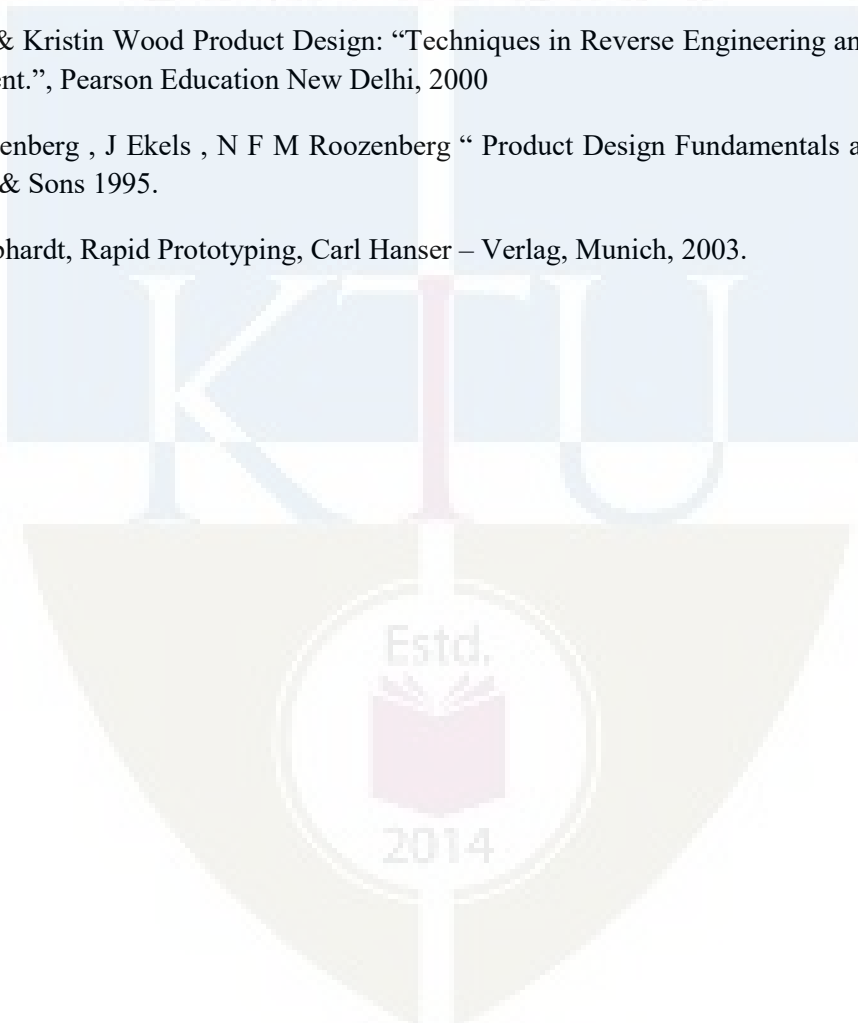 & Kristin Wood Product Design: “Techniques in Reverse Engineering an
ent.”, Pearson Education New Delhi, 2000
enberg , J Ekels , N F M Roozenberg “ Product Design Fundamentals a
& Sons 1995.
bhardt, Rapid Prototyping, Carl Hanser – Verlag, Munich, 2003.
KTU
Estd.
2014